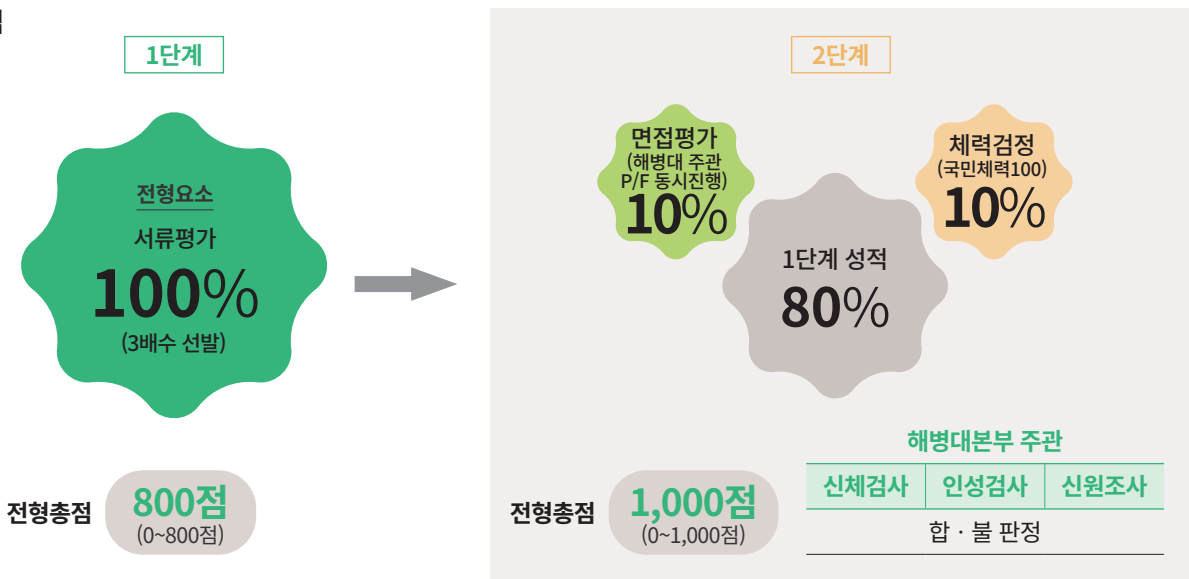 1단계
전형요소
서류평가
100%
(3배수 선발)
전형총점
800점
(0~800점)
2단계
면접평가
(해병대 주관
P/F 동시진행)
10%
체력검정
(국민체력100)
10%
1단계 성적
80%
전형총점
1,000점
(0~1,000점)
해병대본부 주관
신체검사 인성검사 신원조사
합 · 불 판정